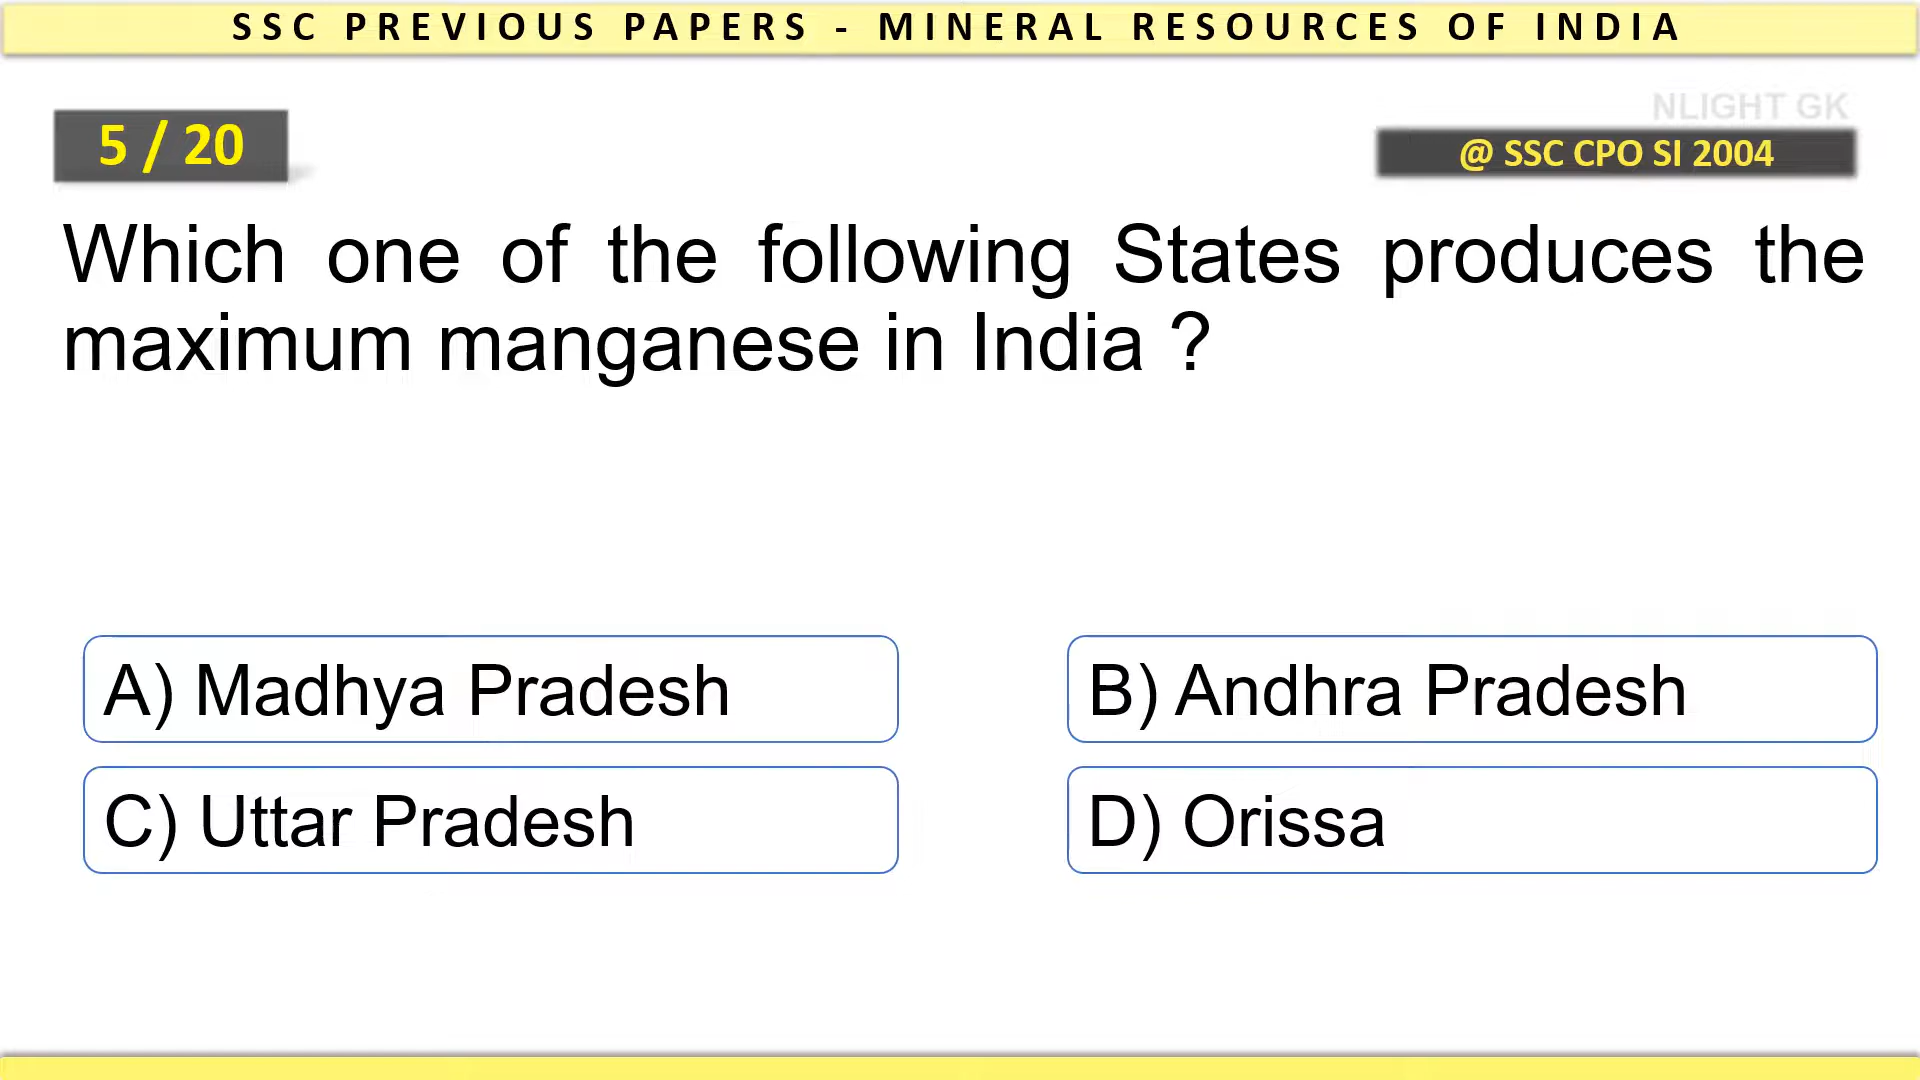 SSC PREVIOUS PAPERS - MINERAL RESOURCES OF INDIA
NLIGHT GK
5 / 20
@ SSC CPO SI 2004
Which one of the following States produces the
maximum manganese in India ?
A) Madhya Pradesh
B) Andhra Pradesh
C) Uttar Pradesh
D) Orissa